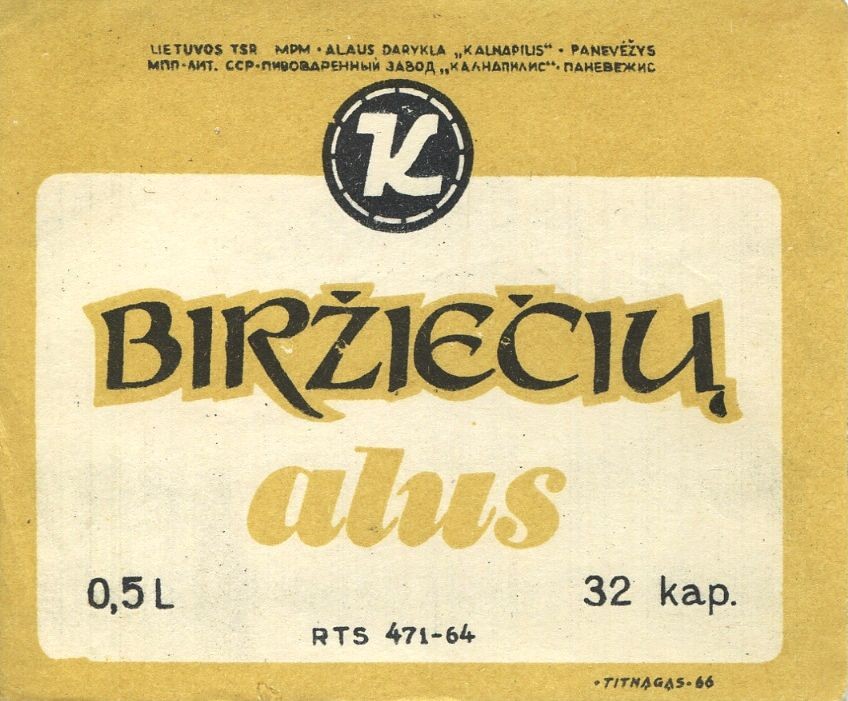 LIETUVOS TSR MPM · ALAUS DARYKLA „KALNAPILIS“ · PANEVĖŽYS
МПП·ЛИТ. ССР·ПИВОВАРЕННЫЙ ЗАВОД „КАЛНАПИЛИС“· ПАНЕВЕЖИС
K
BIRŽIEČIŲ
alus
0,5 L 32 kap.
RTS 471-64
·TITNAGAS· 66